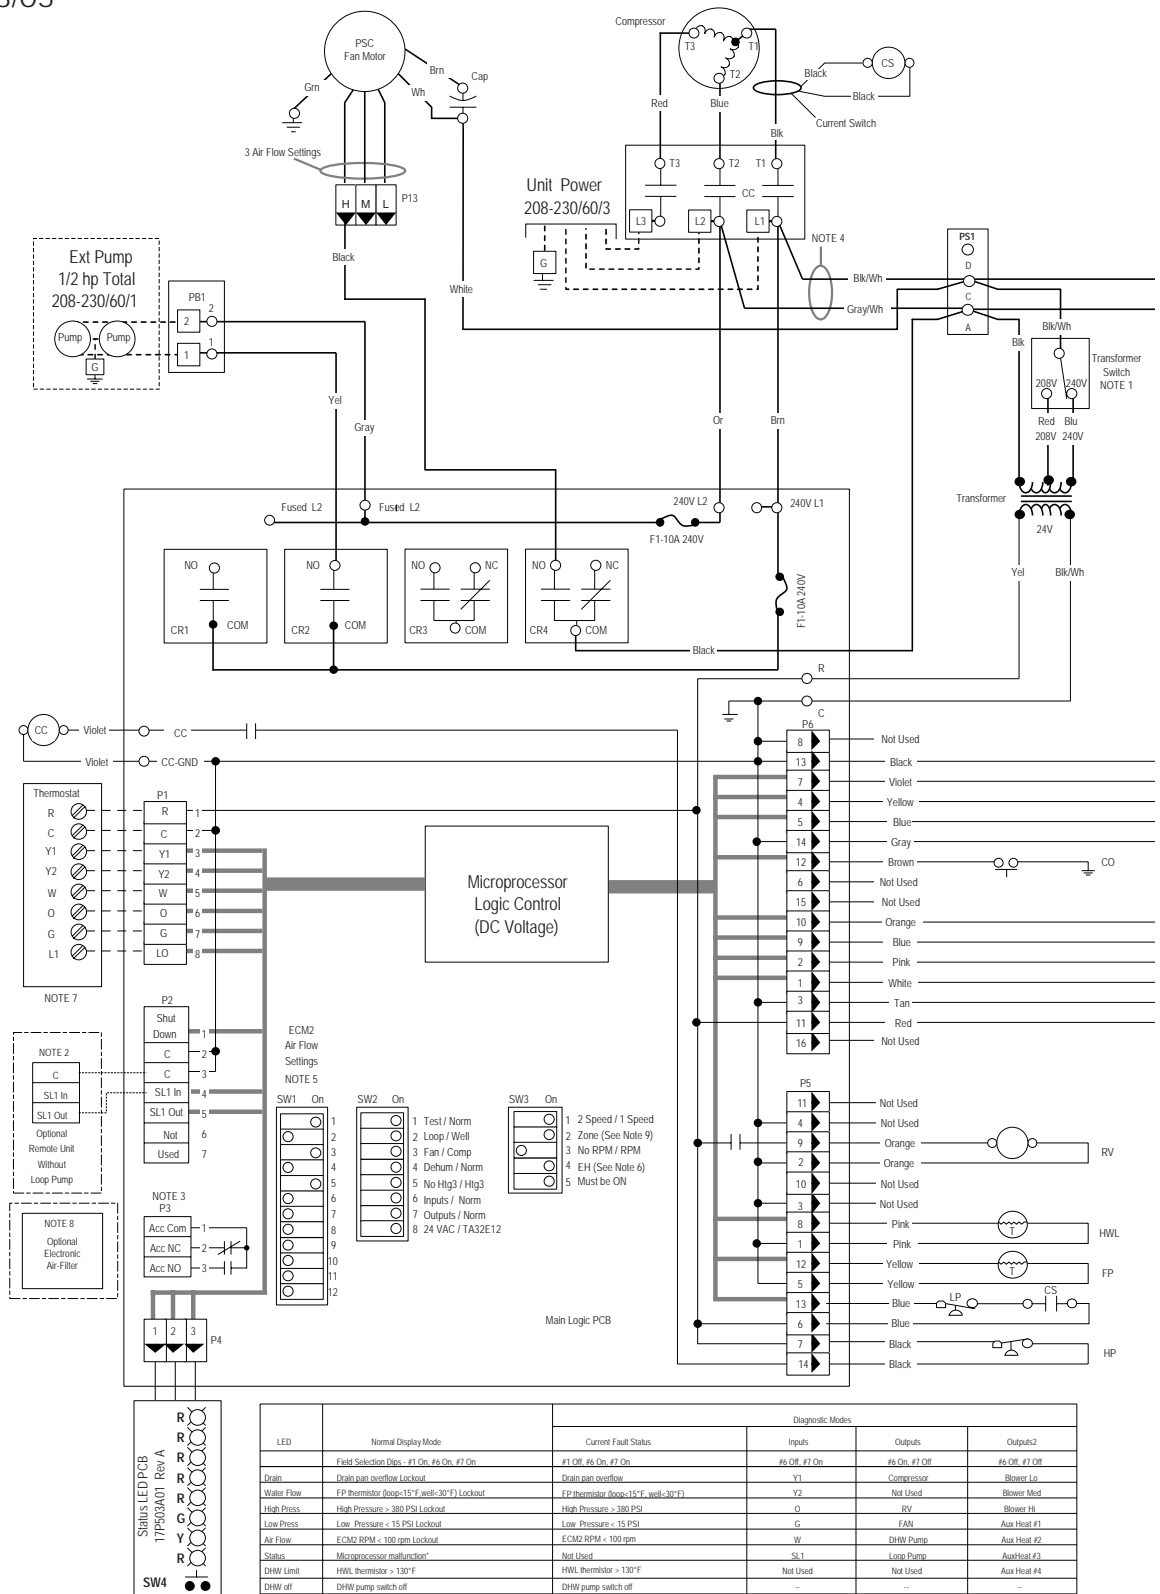 PSC
Fan Motor
Grn
Brn
Cap
Wh
3 Air Flow Settings
H M L P13
Black
White
Compressor
T3 T1
T2
Red
Blue
Blk
Black
Black
CS
Current Switch
T3 T2 T1
CC
L3 L2 L1
Unit Power
208-230/60/3
G
NOTE 4
Blk/Wh
Gray/Wh
PS1
D
C
A
Blk
Blk/Wh
Transformer
Switch
NOTE 1
208V 240V
Red Blu
208V 240V
Transformer
24V
Yel Blk/Wh
Ext Pump
1/2 hp Total
208-230/60/1
Pump Pump
G
PB1
2 2
1 1
Yel
Gray
Or
Brn
Fused L2
Fused L2
240V L2
240V L1
F1-10A 240V
F1-10A 240V
NO NO NO NC NO NC
CR1 COM CR2 COM CR3 COM CR4 COM
Black
R
C
CC Violet CC
Violet CC-GND
Thermostat
P1
R R 1
C C 2
Y1 Y1 3
Y2 Y2 4
W W 5
O O 6
G G 7
L1 LO 8
NOTE 7
Microprocessor
Logic Control
(DC Voltage)
P2
Shut
Down 1
C 2
C 3
SL1 In 4
SL1 Out 5
Not 6
Used 7
NOTE 2
C
SL1 In
SL1 Out
Optional
Remote Unit
Without
Loop Pump
NOTE 8
Optional
Electronic
Air-Filter
NOTE 3
P3
Acc Com 1
Acc NC 2
Acc NO 3
ECM2
Air Flow
Settings
NOTE 5
SW1 On
1
2
3
4
5
6
7
8
9
10
11
12
SW2 On
1 Test / Norm
2 Loop / Well
3 Fan / Comp
4 Dehum / Norm
5 No Htg3 / Htg3
6 Inputs / Norm
7 Outputs / Norm
8 24 VAC / TA32E12
SW3 On
1 2 Speed / 1 Speed
2 Zone (See Note 9)
3 No RPM / RPM
4 EH (See Note 6)
5 Must be ON
Main Logic PCB
P6
8 Not Used
13 Black
7 Violet
4 Yellow
5 Blue
14 Gray
12 Brown CO
6 Not Used
15 Not Used
10 Orange
9 Blue
2 Pink
1 White
3 Tan
11 Red
16 Not Used
P5
11 Not Used
4 Not Used
9 Orange
RV
2 Orange
10 Not Used
3 Not Used
8 Pink T
HWL
1 Pink
12 Yellow T
FP
5 Yellow
13 Blue LP CS
6 Blue
7 Black
HP
14 Black
1 2 3 P4
Status LED PCB
17P503A01 Rev A
R
R
R
R
R
G
Y
R
SW4
Diagnostic Modes
LED Normal Display Mode Current Fault Status Inputs Outputs Outputs2
Field Selection Dips - #1 On, #6 On, #7 On #1 Off, #6 On, #7 On #6 Off, #7 On #6 On, #7 Off #6 Off, #7 Off
Drain Drain pan overflow Lockout Drain pan overflow Y1 Compressor Blower Lo
Water Flow FP thermistor (loop<15°F,well<30°F) Lockout FP thermistor (loop<15°F, well<30°F) Y2 Not Used Blower Med
High Press High Pressure > 380 PSI Lockout High Pressure > 380 PSI O RV Blower Hi
Low Press Low Pressure < 15 PSI Lockout Low Pressure < 15 PSI G FAN Aux Heat #1
Air Flow ECM2 RPM < 100 rpm Lockout ECM2 RPM < 100 rpm W DHW Pump Aux Heat #2
Status Microprocessor malfunction* Not Used SL1 Loop Pump AuxHeat #3
DHW Limit HWL thermistor > 130°F HWL thermistor > 130°F Not Used Not Used Aux Heat #4
DHW off DHW pump switch off DHW pump switch off -- -- --